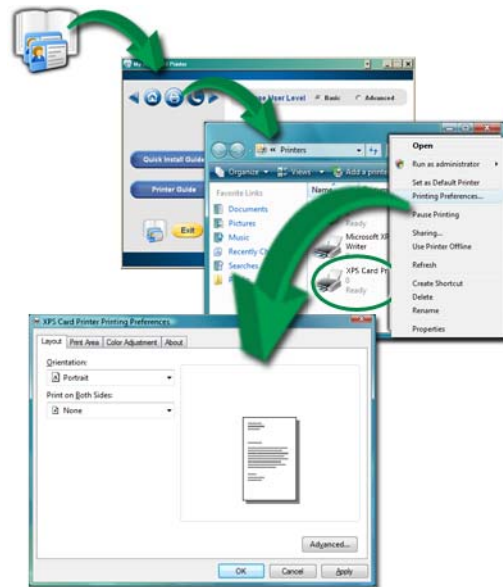 Printer
User Level Basic Advanced
Quick Install Guide
Printer Guide
Exit
Printers
Organize Views Add a printer
Favorite Links
Documents
Pictures
Music
Recently
Searches
Name
Ready
Microsoft XP
Writer
0
Ready
XPS Card
0
Ready
Open
Run as administrator
Set as Default Printer
Printing Preferences...
Pause Printing
Sharing...
Use Printer Offline
Refresh
Create Shortcut
Delete
Rename
Properties
XPS Card Printer Printing Preferences
Layout Print Area Color Adjustment About
Orientation:
Portrait
Print on Both Sides:
None
Advanced...
OK Cancel Apply